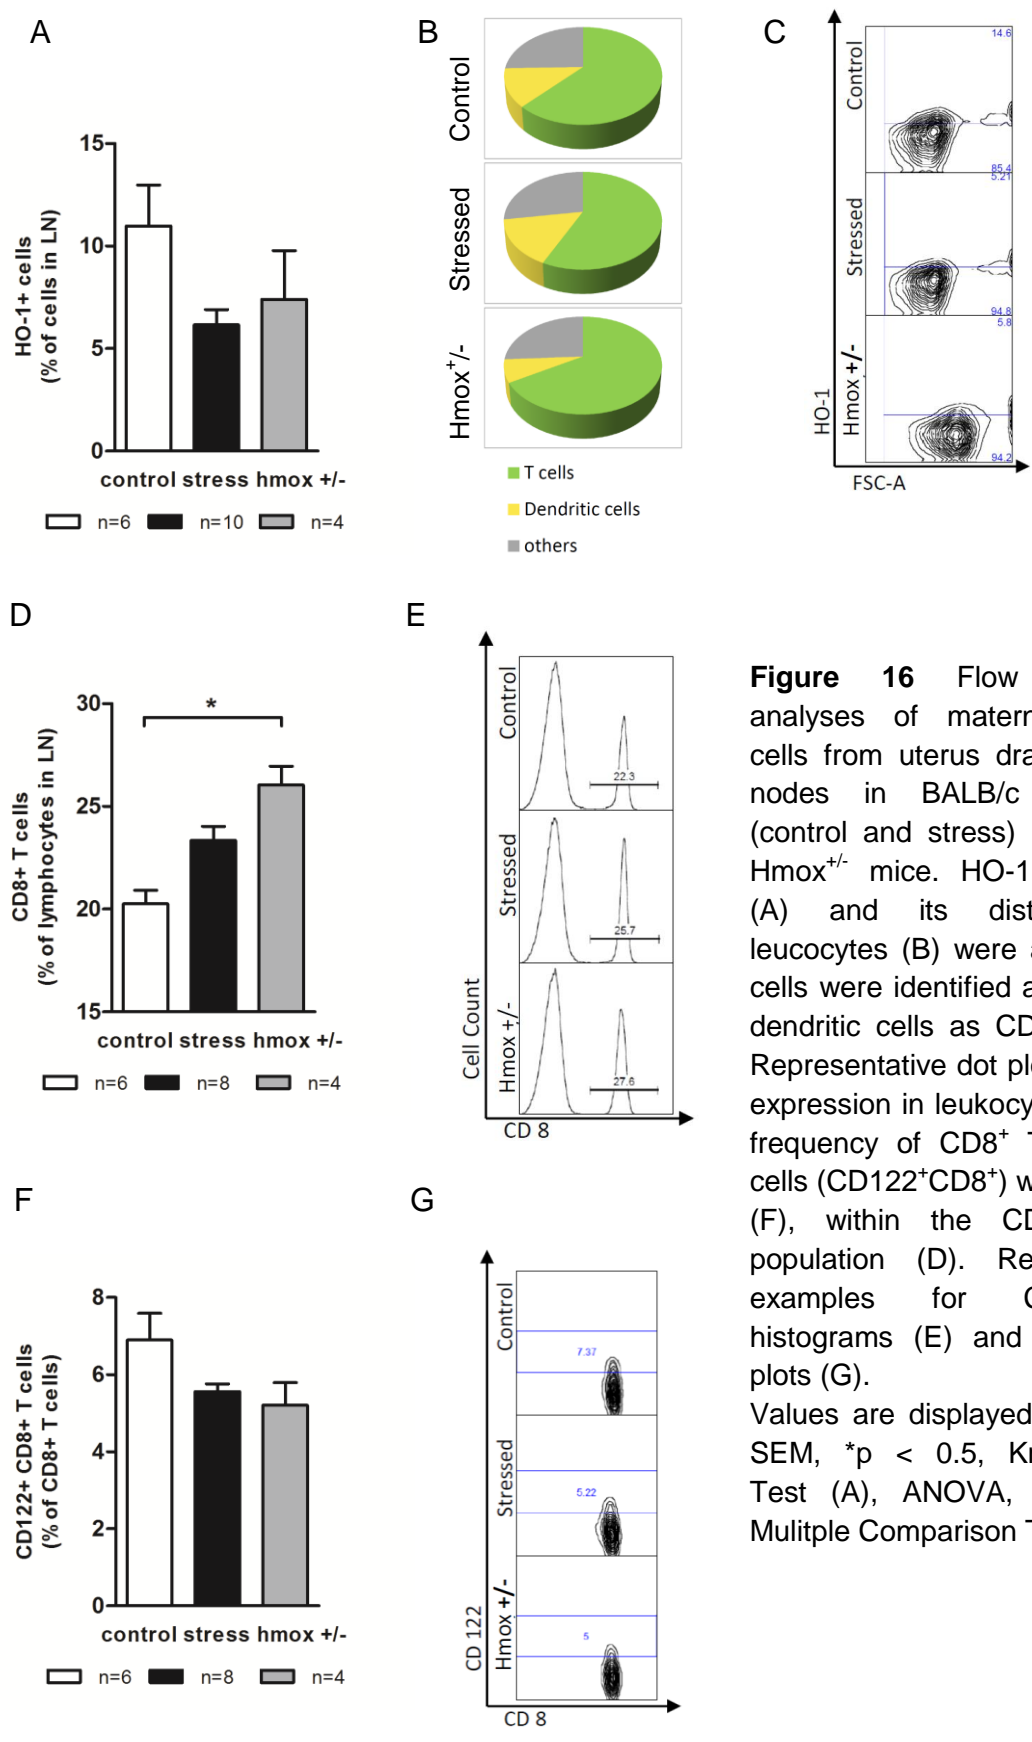 A
15
10
5
0
HO-1+ cells
(% of cells in LN)
control stress hmox +/-
n=6 n=10 n=4
B
Control
Stressed
Hmox+/-
T cells
Dendritic cells
others
C
Control
Stressed
Hmox +/-
HO-1
FSC-A
14.6
85.4
5.21
94.8
5.8
94.2
D
30
25
20
15
CD8+ T cells
(% of lymphocytes in LN)
*
control stress hmox +/-
n=6 n=8 n=4
E
Control
Stressed
Hmox +/-
Cell Count
22.3
25.7
27.6
CD 8
F
8
6
4
2
0
CD122+ CD8+ T cells
(% of CD8+ T cells)
control stress hmox +/-
n=6 n=8 n=4
G
Control
Stressed
Hmox +/-
CD 122
7.37
5.22
5
CD 8
Figure 16 Flow
analyses of matern
cells from uterus dra
nodes in BALB/c
(control and stress)
Hmox+/- mice. HO-1
(A) and its dist
leucocytes (B) were a
cells were identified a
dendritic cells as CD
Representative dot pl
expression in leukocy
frequency of CD8+ T
cells (CD122+CD8+) w
(F), within the CD
population (D). Re
examples for
histograms (E) and
plots (G).
Values are displayed
SEM, *p < 0.5, Kr
Test (A), ANOVA,
Mulitple Comparison T